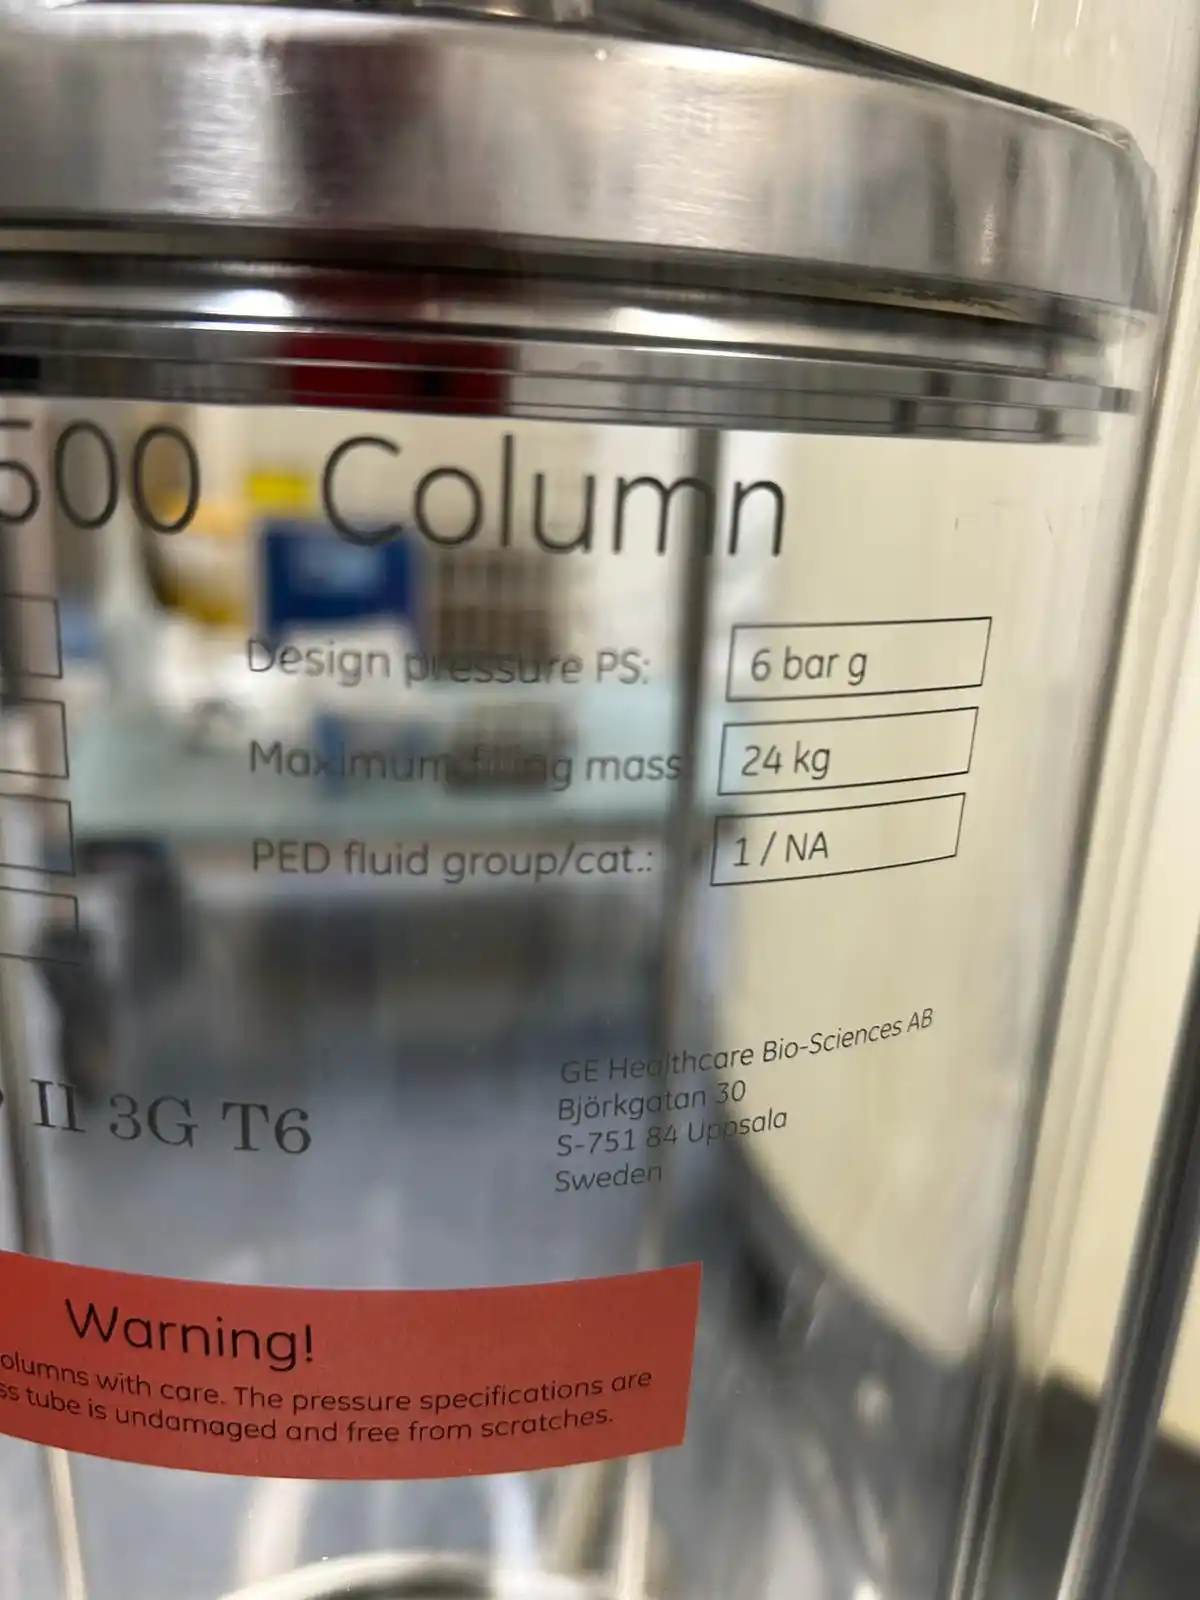 500 Column
Design pressure PS: 6 bar g
Maximum filling mass 24 kg
PED fluid group/cat.: 1 / NA
II 3G T6
GE Healthcare Bio-Sciences AB
Björkgatan 30
S-751 84 Uppsala
Sweden
Warning!
olumns with care. The pressure specifications are
ss tube is undamaged and free from scratches.